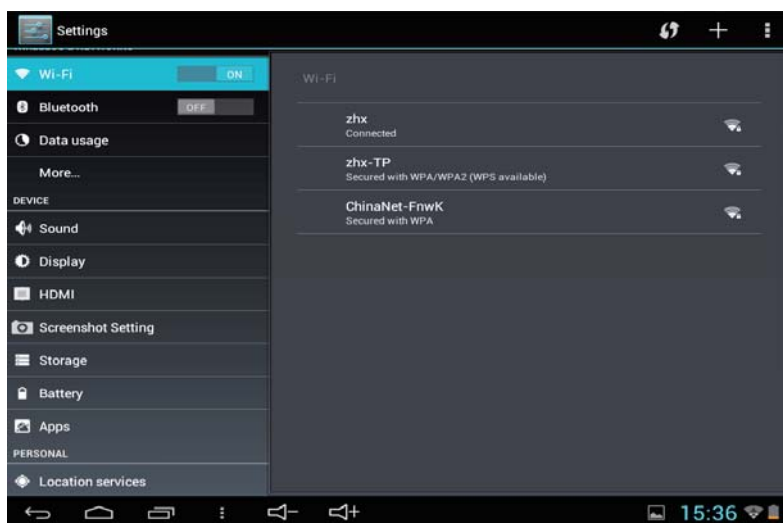 Settings
Wi-Fi
ON
Bluetooth
OFF
Data usage
More...
DEVICE
Sound
Display
HDMI
Screenshot Setting
Storage
Battery
Apps
PERSONAL
Location services
Wi-Fi
zhx
Connected
zhx-TP
Secured with WPA/WPA2 (WPS available)
ChinaNet-FnwK
Secured with WPA
15:36